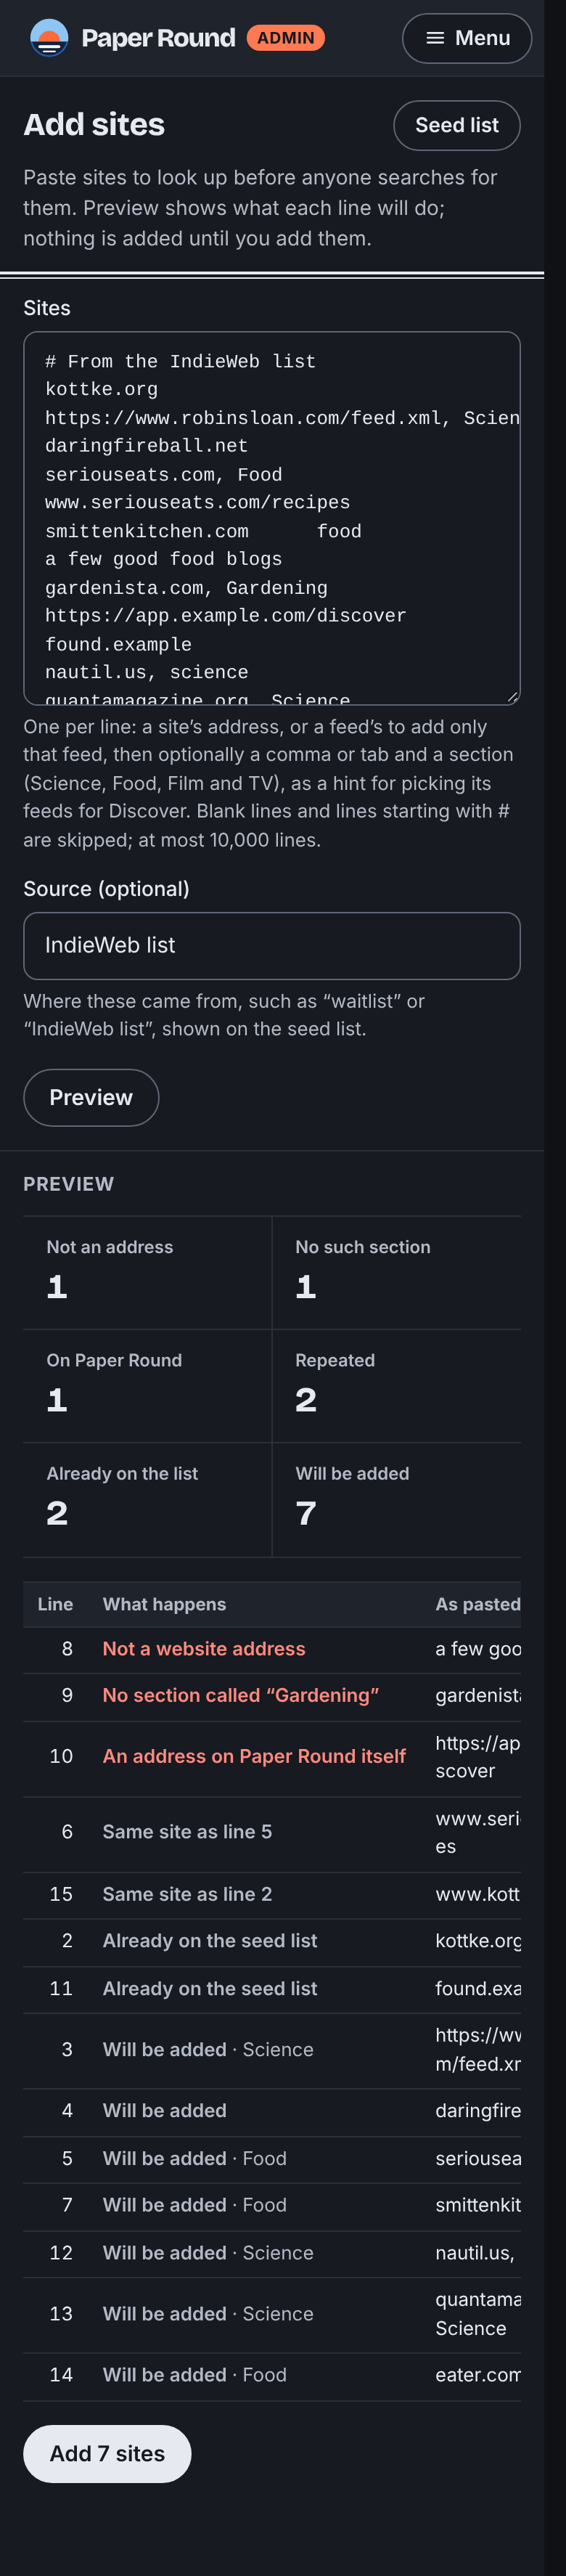 Paper Round ADMIN
Menu
Add sites
Seed list
Paste sites to look up before anyone searches for
them. Preview shows what each line will do;
nothing is added until you add them.
Sites
# From the IndieWeb list
kottke.org
https://www.robinsloan.com/feed.xml, Scien
daringfireball.net
seriouseats.com, Food
www.seriouseats.com/recipes
smittenkitchen.com food
a few good food blogs
gardenista.com, Gardening
https://app.example.com/discover
found.example
nautil.us, science
quantamagazine.org, Science
One per line: a site’s address, or a feed’s to add only
that feed, then optionally a comma or tab and a section
(Science, Food, Film and TV), as a hint for picking its
feeds for Discover. Blank lines and lines starting with #
are skipped; at most 10,000 lines.
Source (optional)
IndieWeb list
Where these came from, such as “waitlist” or
“IndieWeb list”, shown on the seed list.
Preview
PREVIEW
Not an address
1
No such section
1
On Paper Round
1
Repeated
2
Already on the list
2
Will be added
7
Line What happens As pasted
8 Not a website address a few goo
9 No section called “Gardening” gardenista
10 An address on Paper Round itself https://ap
scover
6 Same site as line 5 www.serio
es
15 Same site as line 2 www.kott
2 Already on the seed list kottke.org
11 Already on the seed list found.exa
3 Will be added · Science https://ww
m/feed.xm
4 Will be added daringfire
5 Will be added · Food seriousea
7 Will be added · Food smittenkit
12 Will be added · Science nautil.us,
13 Will be added · Science quantama
Science
14 Will be added · Food eater.com
Add 7 sites